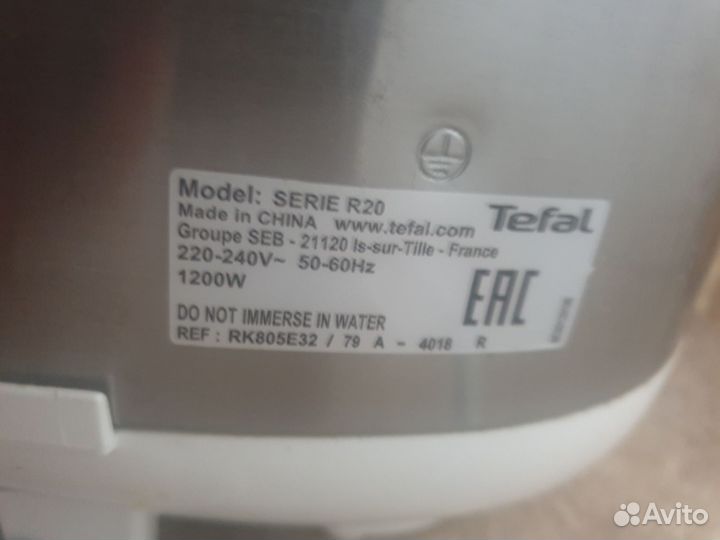 Model: SERIE R20
Tefal
Made in CHINA www.tefal.com
Groupe SEB - 21120 Is-sur-Tille - France
220-240V~ 50-60Hz
1200W
EAC
DO NOT IMMERSE IN WATER
REF : RK805E32 / 79 A - 4018 R
Avito